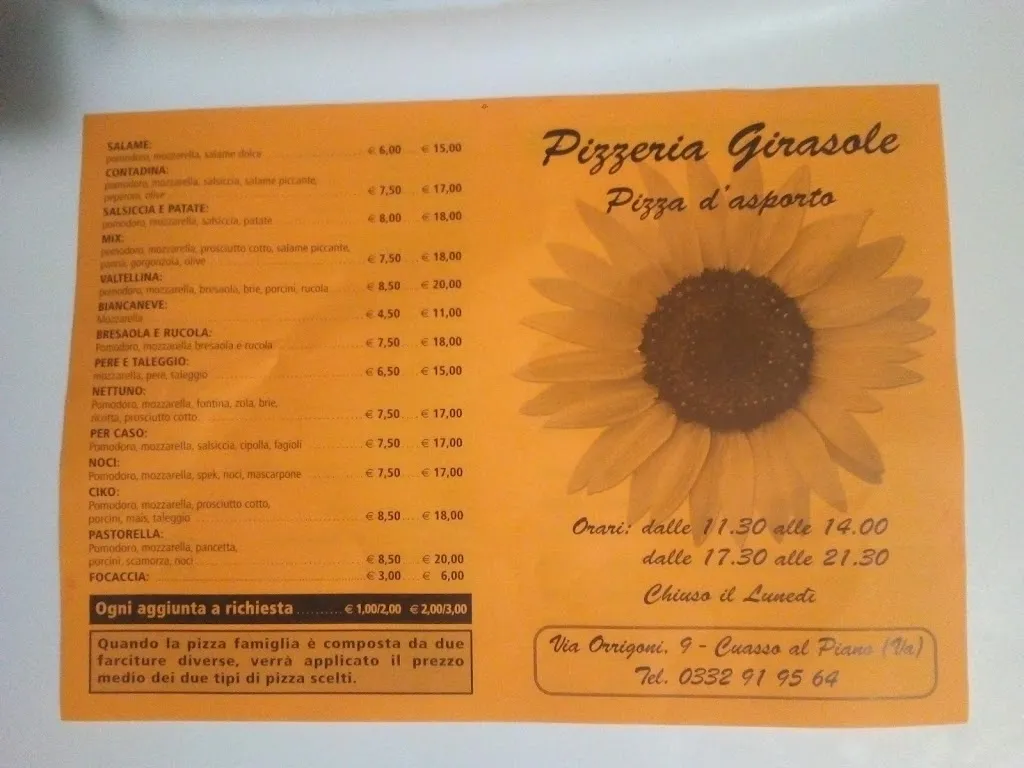 SALAME:
pomodoro, mozzarella, salame dolce € 6,00 € 15,00
CONTADINA:
pomodoro, mozzarella, salsiccia, salame piccante,
peperoni, olive € 7,50 € 17,00
SALSICCIA E PATATE:
pomodoro, mozzarella, salsiccia, patate € 8,00 € 18,00
MIX:
pomodoro, mozzarella, prosciutto cotto, salame piccante,
panna, gorgonzola, olive € 7,50 € 18,00
VALTELLINA:
pomodoro, mozzarella, bresaola, brie, porcini, rucola € 8,50 € 20,00
BIANCANEVE:
Mozzarella € 4,50 € 11,00
BRESAOLA E RUCOLA:
Pomodoro, mozzarella bresaola e rucola € 7,50 € 18,00
PERE E TALEGGIO:
mozzarella, pere, taleggio € 6,50 € 15,00
NETTUNO:
Pomodoro, mozzarella, fontina, zola, brie,
ricotta, prosciutto cotto € 7,50 € 17,00
PER CASO:
Pomodoro, mozzarella, salsiccia, cipolla, fagioli € 7,50 € 17,00
NOCI:
Pomodoro, mozzarella, spek, noci, mascarpone € 7,50 € 17,00
CIKO:
Pomodoro, mozzarella, prosciutto cotto,
porcini, mais, taleggio € 8,50 € 18,00
PASTORELLA:
Pomodoro, mozzarella, pancetta,
porcini, scamorza, noci € 8,50 € 20,00
FOCACCIA: € 3,00 € 6,00
Ogni aggiunta a richiesta .......... € 1,00/2,00 € 2,00/3,00
Quando la pizza famiglia è composta da due
farciture diverse, verrà applicato il prezzo
medio dei due tipi di pizza scelti.
Pizzeria Girasole
Pizza d'asporto
Orari: dalle 11.30 alle 14.00
dalle 17.30 alle 21.30
Chiuso il Lunedì
Via Orrigoni, 9 - Cuasso al Piano (Va)
Tel. 0332 91 95 64